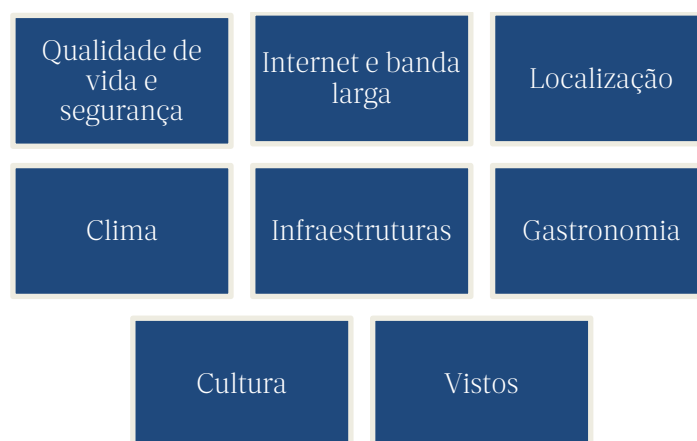 Qualidade de
vida e
segurança
Internet e banda
larga
Localização
Clima
Infraestruturas
Gastronomia
Cultura
Vistos